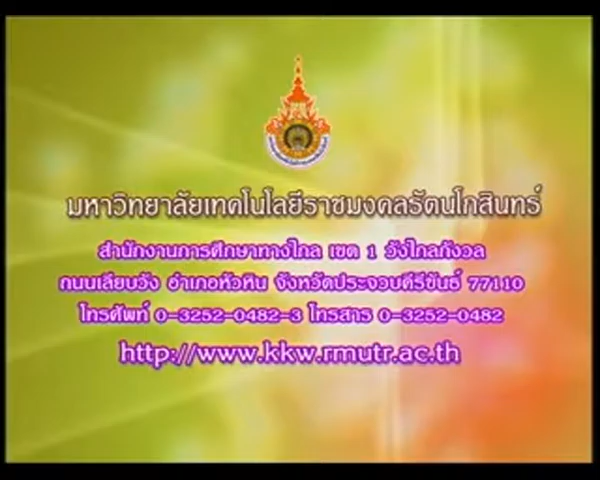 มหาวิทยาลัยเทคโนโลยีราชมงคลรัตนโกสินทร์
สำนักงานการศึกษาทางไกล เขต 1 วังไกลกังวล
ถนนเลียบวัง อำเภอหัวหิน จังหวัดประจวบคีรีขันธ์ 77110
โทรศัพท์ 0-3252-0482-3 โทรสาร 0-3252-0482
http://www.kkw.rmutr.ac.th